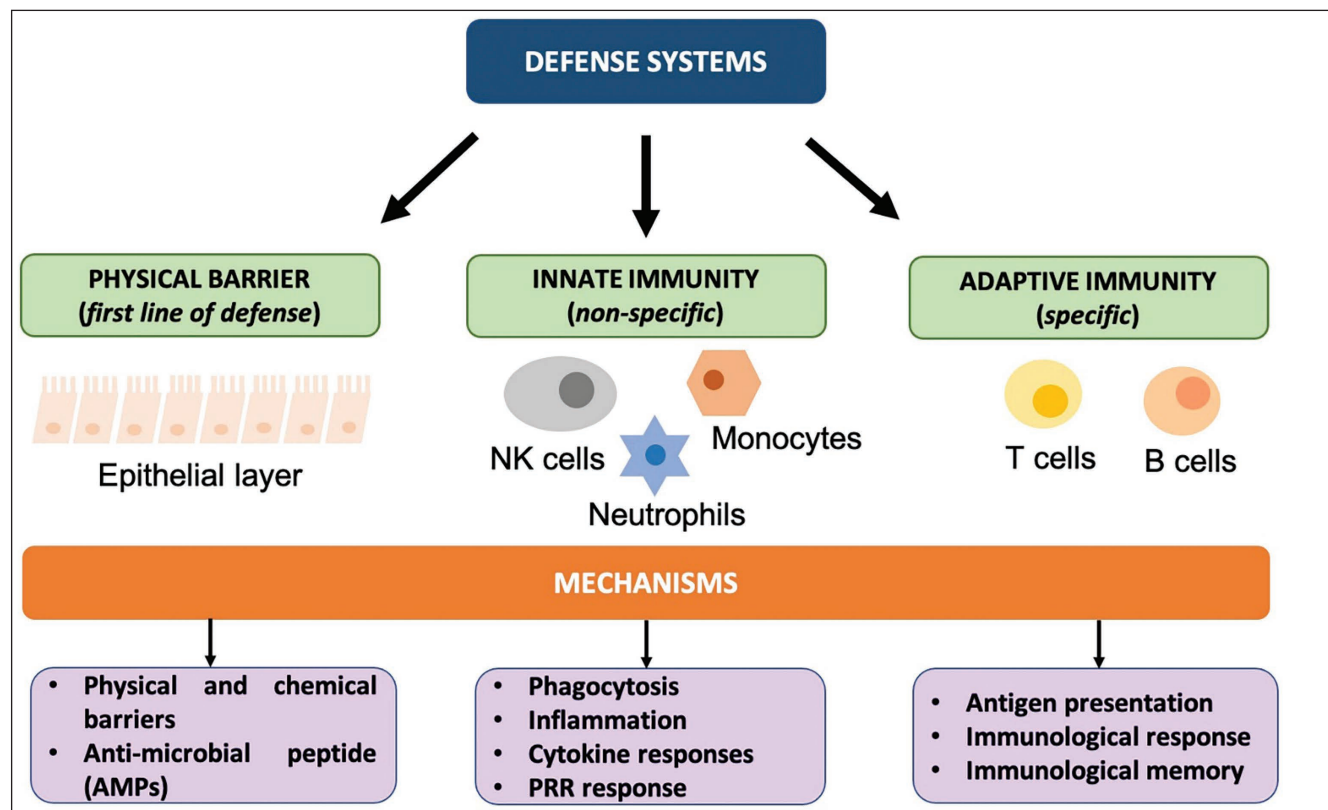 DEFENSE SYSTEMS
PHYSICAL BARRIER
(first line of defense)
INNATE IMMUNITY
(non-specific)
ADAPTIVE IMMUNITY
(specific)
Epithelial layer
NK cells
Monocytes
Neutrophils
T cells
B cells
MECHANISMS
• Physical and chemical
barriers
• Anti-microbial peptide
(AMPs)
• Phagocytosis
• Inflammation
• Cytokine responses
• PRR response
• Antigen presentation
• Immunological response
• Immunological memory